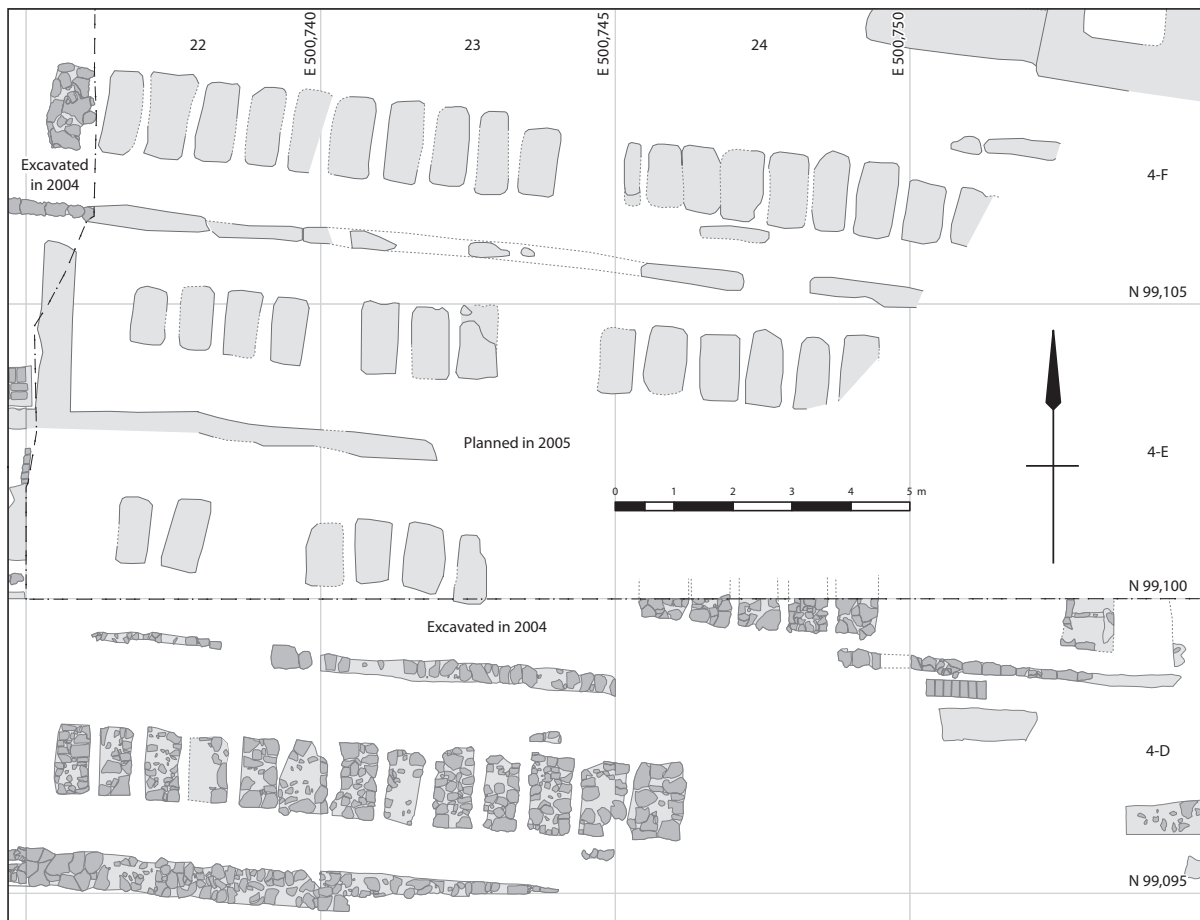 22
E 500,740
23
E 500,745
24
E 500,750
Excavated
in 2004
4-F
N 99,105
Planned in 2005
4-E
0 1 2 3 4 5 m
N 99,100
Excavated in 2004
4-D
N 99,095